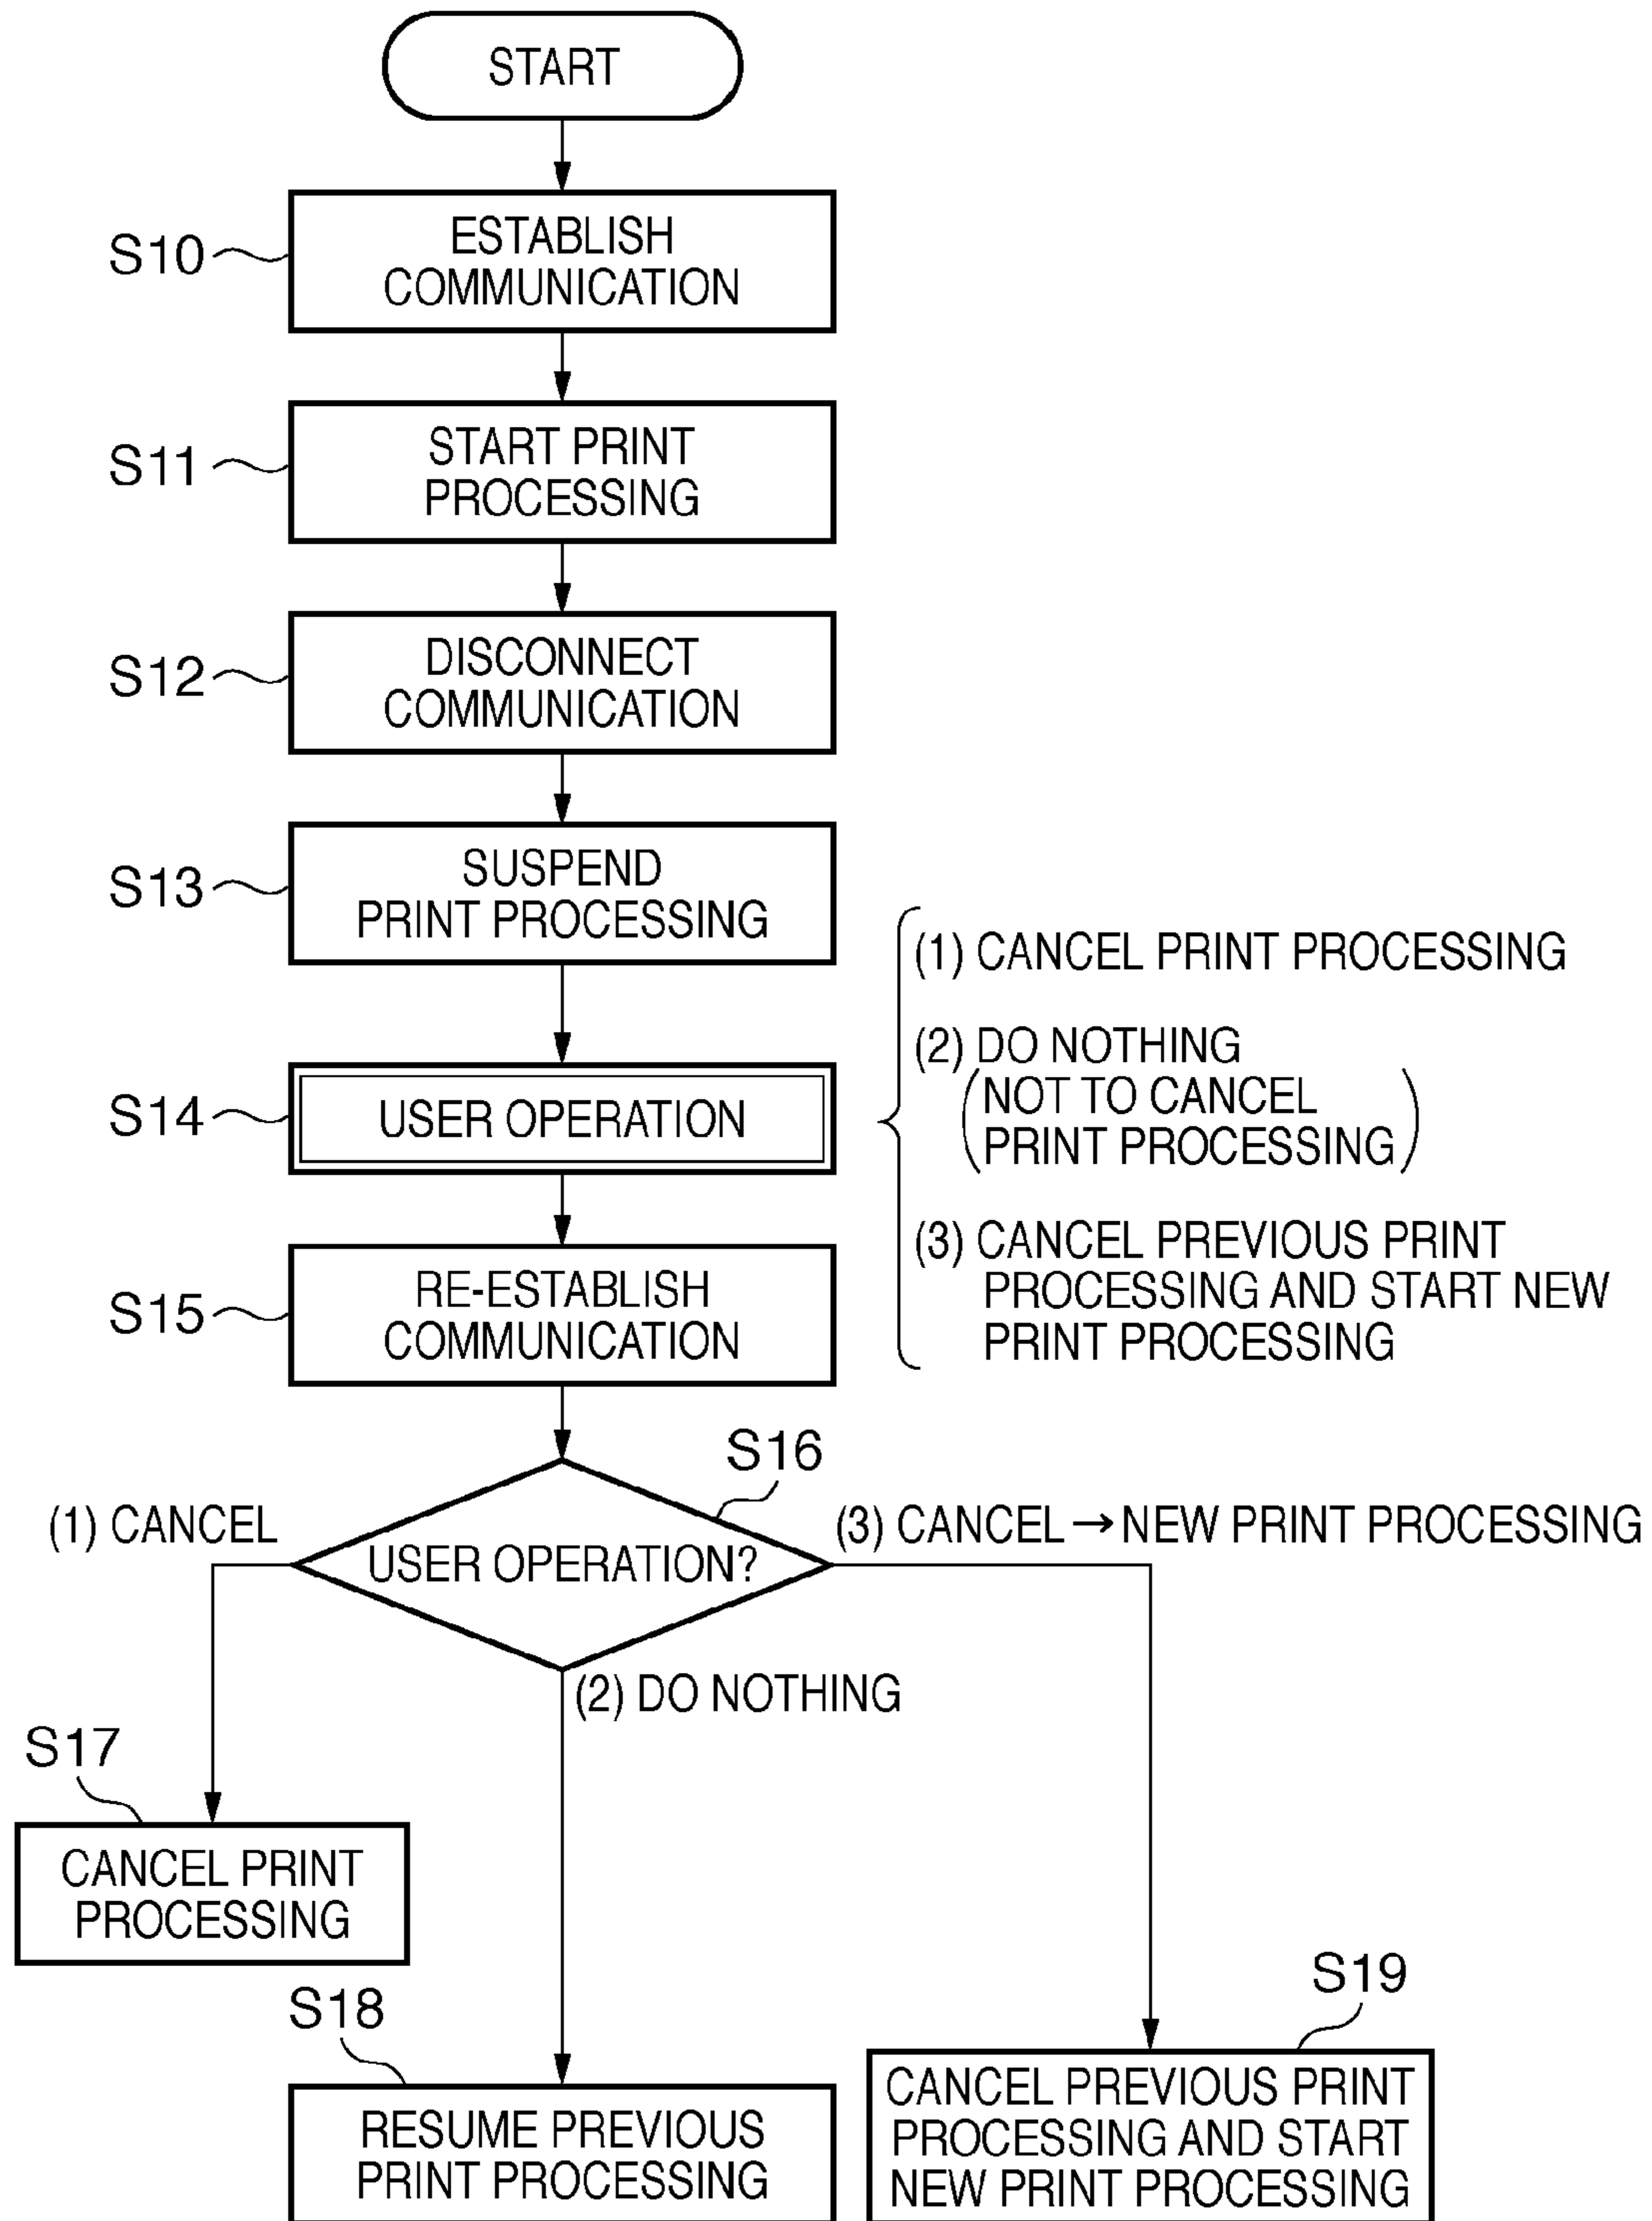 START
S10
ESTABLISH
COMMUNICATION
S11
START PRINT
PROCESSING
S12
DISCONNECT
COMMUNICATION
S13
SUSPEND
PRINT PROCESSING
S14
USER OPERATION
(1) CANCEL PRINT PROCESSING
(2) DO NOTHING
(NOT TO CANCEL
PRINT PROCESSING)
(3) CANCEL PREVIOUS PRINT
PROCESSING AND START NEW
PRINT PROCESSING
S15
RE-ESTABLISH
COMMUNICATION
S16
USER OPERATION?
(1) CANCEL
(3) CANCEL→NEW PRINT PROCESSING
(2) DO NOTHING
S17
CANCEL PRINT
PROCESSING
S18
RESUME PREVIOUS
PRINT PROCESSING
S19
CANCEL PREVIOUS PRINT
PROCESSING AND START
NEW PRINT PROCESSING